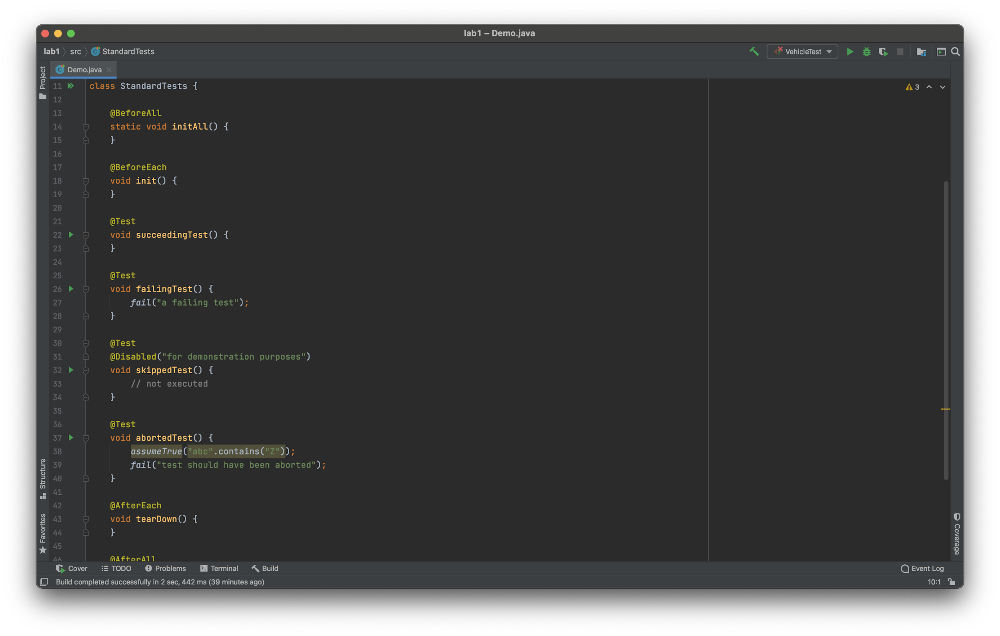 lab1 – Demo.java
lab1 src StandardTests
VehicleTest
Project
Demo.java
3
11 class StandardTests {
12
13 @BeforeAll
14 static void initAll() {
15 }
16
17 @BeforeEach
18 void init() {
19 }
20
21 @Test
22 void succeedingTest() {
23 }
24
25 @Test
26 void failingTest() {
27 fail("a failing test");
28 }
29
30 @Test
31 @Disabled("for demonstration purposes")
32 void skippedTest() {
33 // not executed
34 }
35
36 @Test
37 void abortedTest() {
38 assumeTrue("abc".contains("Z"));
39 fail("test should have been aborted");
40 }
41
42 @AfterEach
43 void tearDown() {
44 }
45
46 @AfterAll
Structure
Favorites
Coverage
Cover TODO Problems Terminal Build Event Log
Build completed successfully in 2 sec, 442 ms (39 minutes ago) 10:1